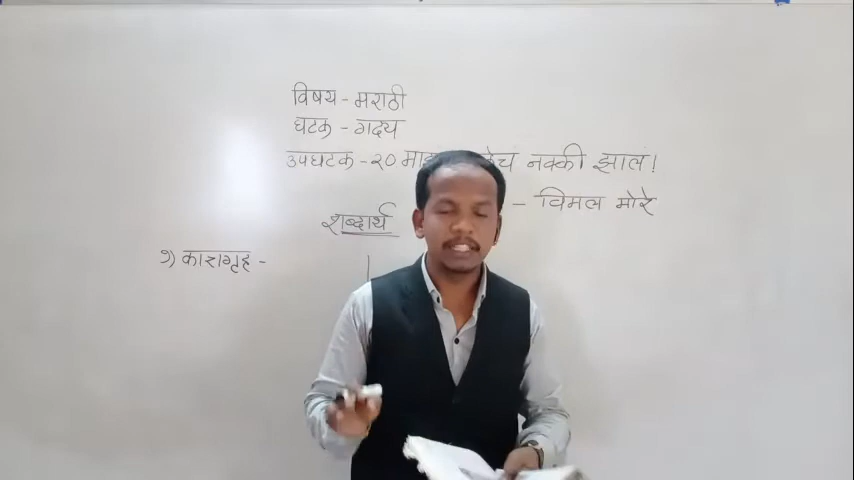 विषय - मराठी
घटक - गद्य
उपघटक - २० नक्की झालं!
- विमल मोरे
शब्दार्थ
१) कारागृह -